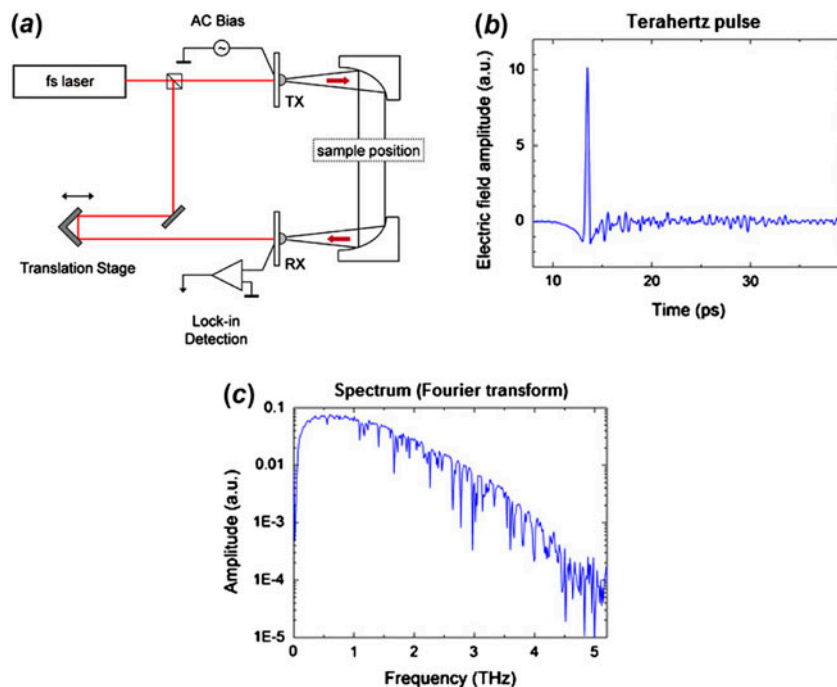 (a)
AC Bias
fs laser
TX
sample position
Translation Stage
RX
Lock-in
Detection
(b)
Terahertz pulse
Electric field amplitude (a.u.)
10
5
0
10
20
30
Time (ps)
(c)
Spectrum (Fourier transform)
Amplitude (a.u.)
0.1
0.01
1E-3
1E-4
1E-5
0
1
2
3
4
5
Frequency (THz)